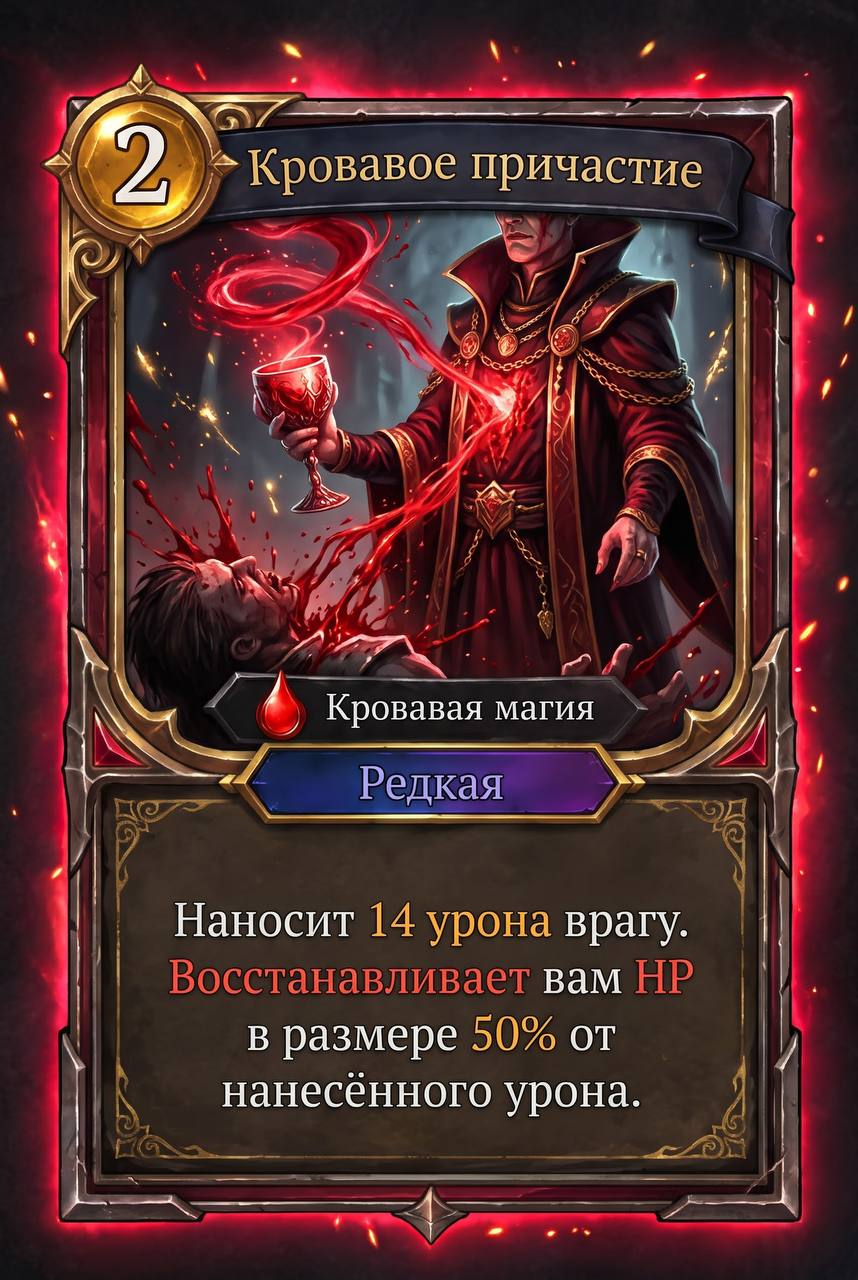 2
Кровавое причастие
Кровавая магия
Редкая
Наносит 14 урона врагу.
Восстанавливает вам HP
в размере 50% от
нанесённого урона.